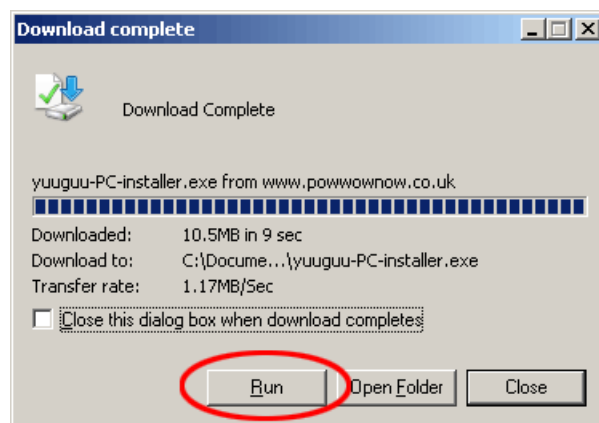 Download complete
Download Complete
yuuguu-PC-installer.exe from www.powwownow.co.uk
Downloaded: 10.5MB in 9 sec
Download to: C:\Docume...\yuuguu-PC-installer.exe
Transfer rate: 1.17MB/Sec
Close this dialog box when download completes
Run Open Folder Close